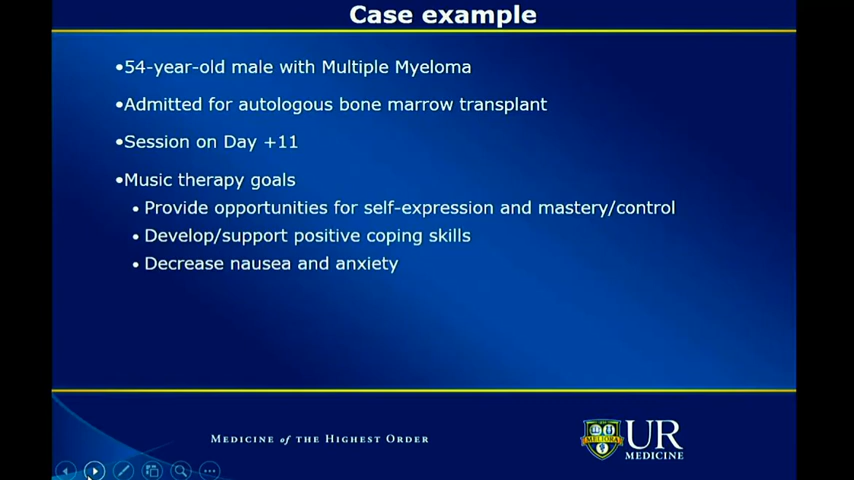 Case example
•54-year-old male with Multiple Myeloma
•Admitted for autologous bone marrow transplant
•Session on Day +11
•Music therapy goals
• Provide opportunities for self-expression and mastery/control
• Develop/support positive coping skills
• Decrease nausea and anxiety
MEDICINE of THE HIGHEST ORDER
MELIORA
UR
MEDICINE